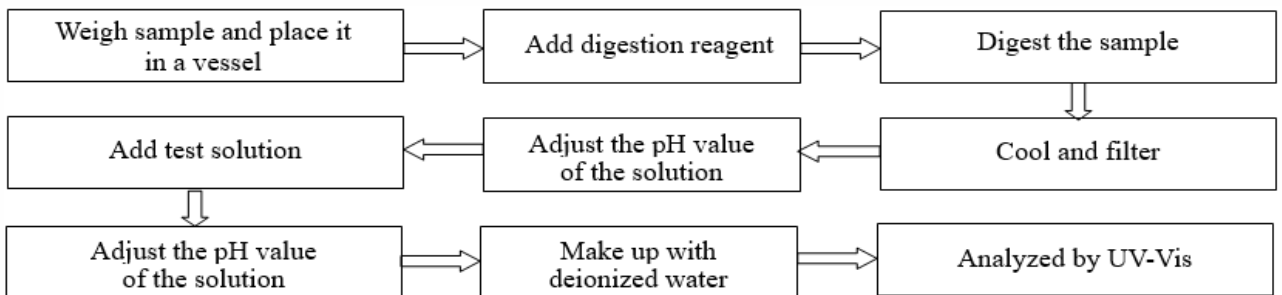 Weigh sample and place it
in a vessel
Add digestion reagent
Digest the sample
Cool and filter
Adjust the pH value
of the solution
Add test solution
Adjust the pH value
of the solution
Make up with
deionized water
Analyzed by UV-Vis